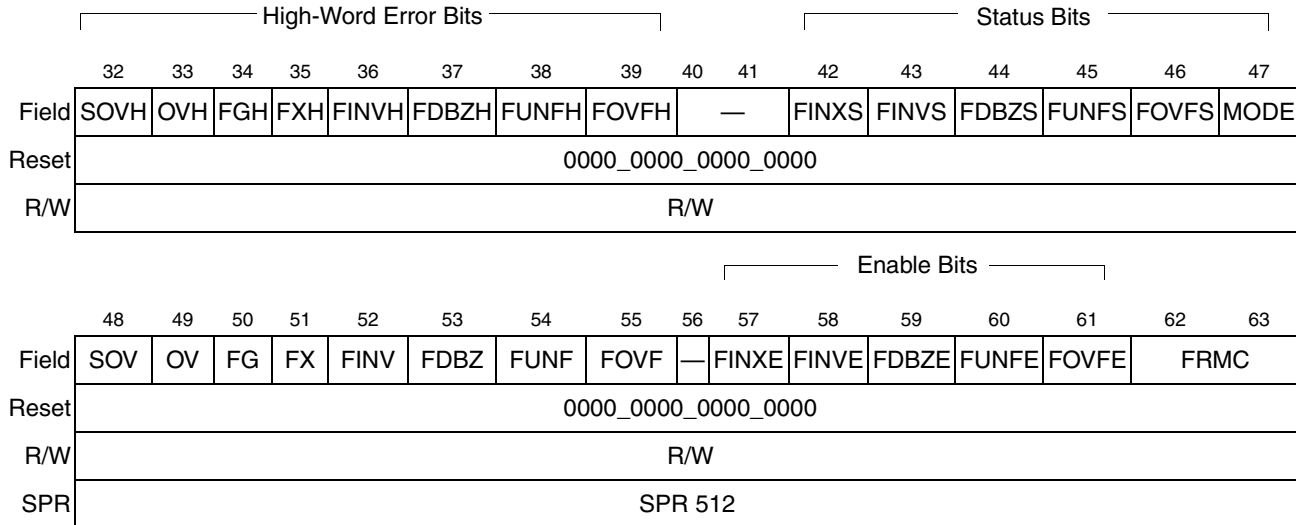 High-Word Error Bits Status Bits
32 33 34 35 36 37 38 39 40 41 42 43 44 45 46 47
Field SOVH OVH FGH FXH FINVH FDBZH FUNFH FOVFH — FINXS FINVS FDBZS FUNFS FOVFS MODE
Reset 0000_0000_0000_0000
R/W R/W
Enable Bits
48 49 50 51 52 53 54 55 56 57 58 59 60 61 62 63
Field SOV OV FG FX FINV FDBZ FUNF FOVF — FINXE FINVE FDBZE FUNFE FOVFE FRMC
Reset 0000_0000_0000_0000
R/W R/W
SPR SPR 512